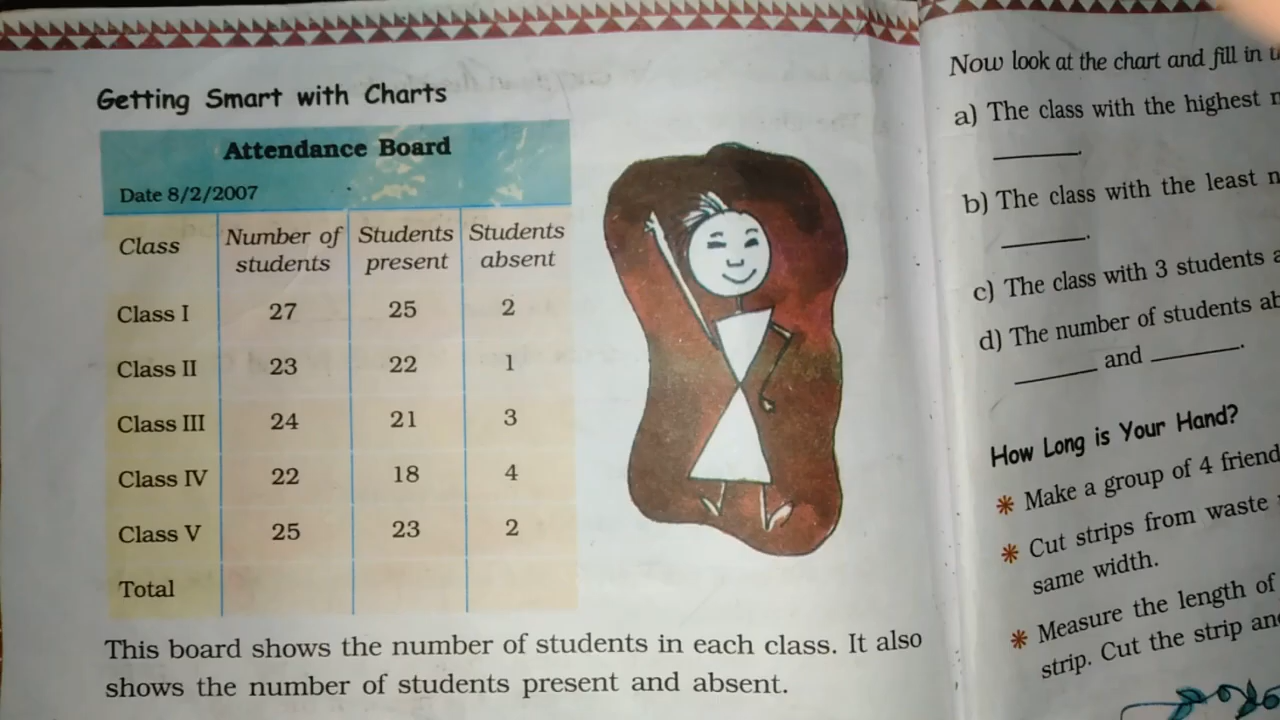 Getting Smart with Charts
Attendance Board
Date 8/2/2007
Class Number of students Students present Students absent
Class I 27 25 2
Class II 23 22 1
Class III 24 21 3
Class IV 22 18 4
Class V 25 23 2
Total
This board shows the number of students in each class. It also
shows the number of students present and absent.
Now look at the chart and fill in
a) The class with the highest
______.
b) The class with the least
______.
c) The class with 3 students
d) The number of students
______ and ______.
How Long is Your Hand?
* Make a group of 4
* Cut strips from waste
same width.
* Measure the length of
strip. Cut the strip